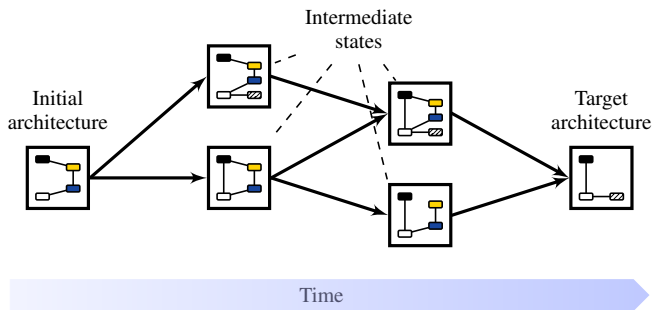 Intermediate
states
Initial
architecture
Target
architecture
Time